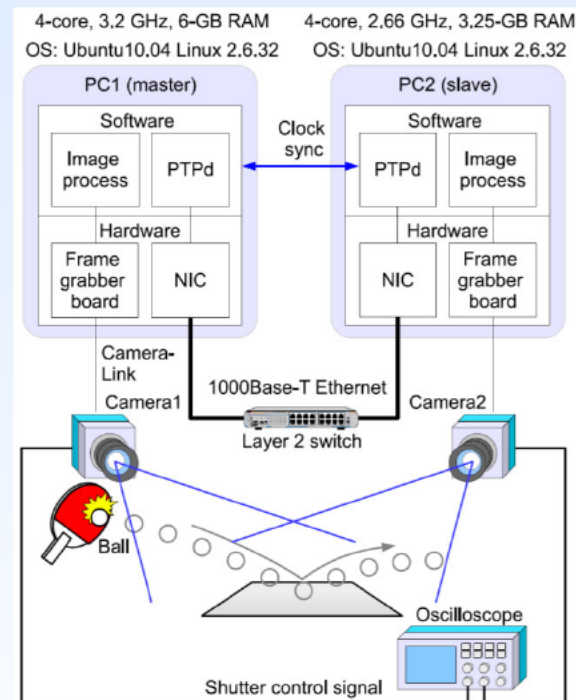 4-core, 3.2 GHz, 6-GB RAM
OS: Ubuntu10.04 Linux 2.6.32
PC1 (master)
Software
Image
process
PTPd
Hardware
Frame
grabber
board
NIC
Clock
sync
4-core, 2.66 GHz, 3.25-GB RAM
OS: Ubuntu10.04 Linux 2.6,32
PC2 (slave)
Software
PTPd
Image
process
Hardware
NIC
Frame
grabber
board
Camera-
Link
1000Base-T Ethernet
Camera1
Camera2
Layer 2 switch
Ball
Oscilloscope
Shutter control signal